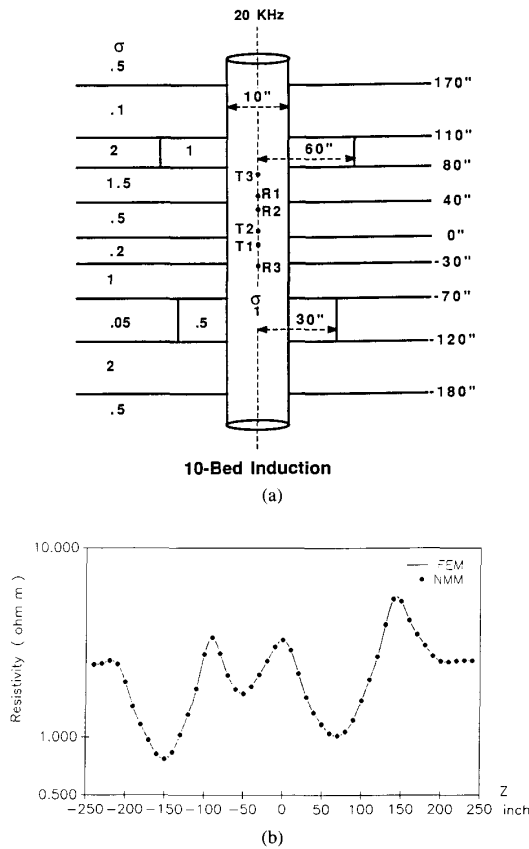 20 KHz
σ
.5
170"
10"
.1
110"
2 1 60"
80"
T3
1.5
R1
40"
R2
.5
T2
0"
T1
.2
-30"
R3
1
-70"
σ
1
.05 .5 30"
-120"
2
-180"
.5
10-Bed Induction
(a)
10.000
FEM
NMM
Resistivity ( ohm m )
1.000
0.500
-250 -200 -150 -100 -50 0 50 100 150 200 250
Z
inch
(b)